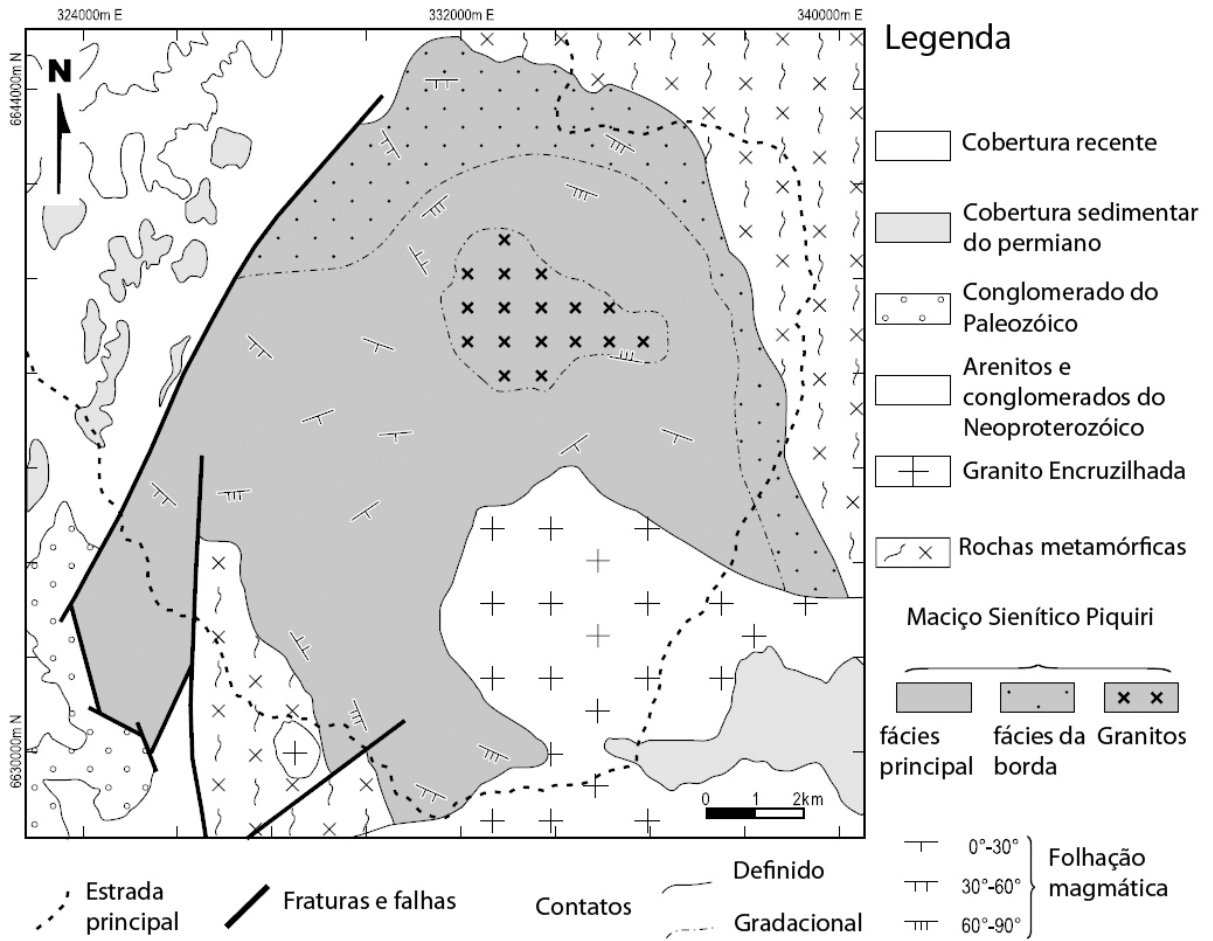 324000m E
332000m E
340000m E
6644000m N
6630000m N
N
0 1 2km
Legenda
Cobertura recente
Cobertura sedimentar
do permiano
Conglomerado do
Paleozóico
Arenitos e
conglomerados do
Neoproterozóico
Granito Encruzilhada
Rochas metamórficas
Maciço Sienítico Piquiri
fácies
principal
fácies da
borda
Granitos
0°-30°
30°-60°
60°-90°
Folhação
magmática
Estrada
principal
Fraturas e falhas
Contatos
Definido
Gradacional